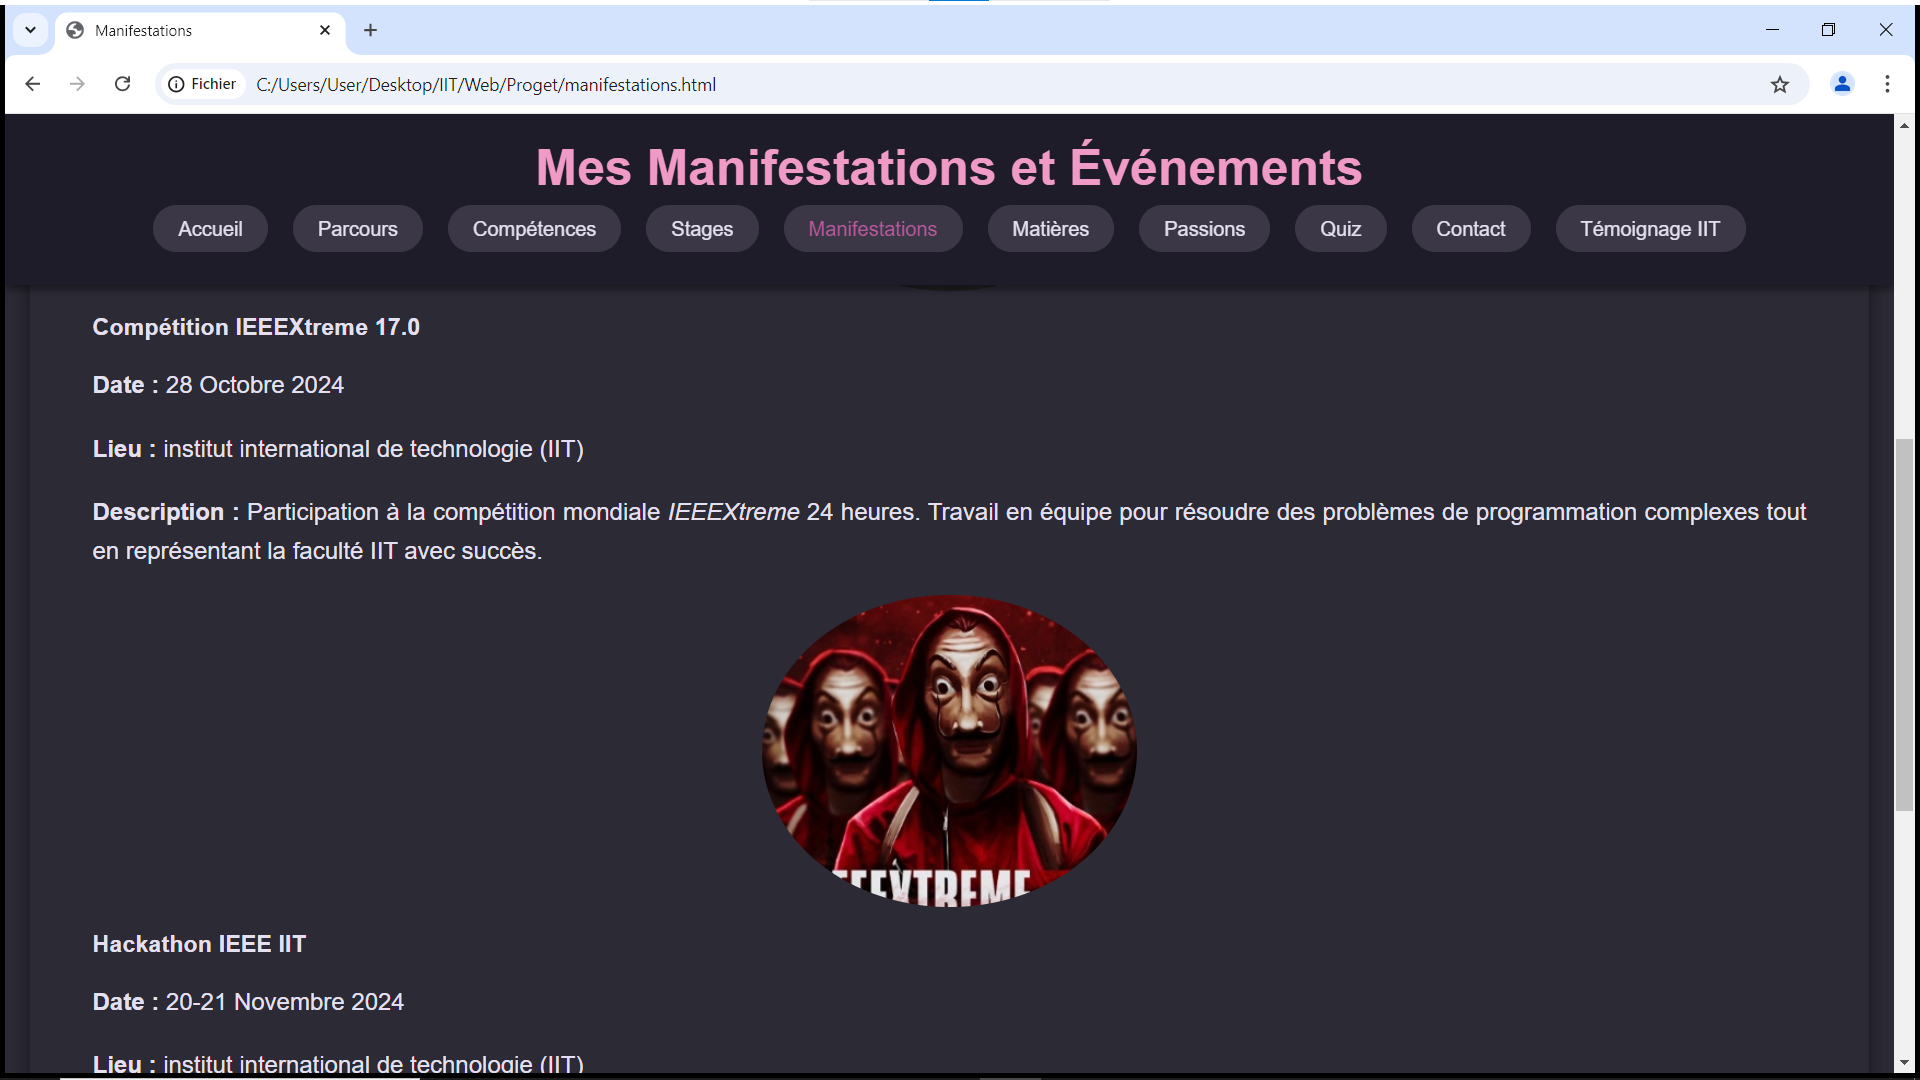 Manifestations
Fichier C:/Users/User/Desktop/IIT/Web/Proget/manifestations.html
Mes Manifestations et Événements
Accueil Parcours Compétences Stages Manifestations Matières Passions Quiz Contact Témoignage IIT
Compétition IEEEXtreme 17.0
Date : 28 Octobre 2024
Lieu : institut international de technologie (IIT)
Description : Participation à la compétition mondiale IEEEXtreme 24 heures. Travail en équipe pour résoudre des problèmes de programmation complexes tout
en représentant la faculté IIT avec succès.
EEEXTREME
Hackathon IEEE IIT
Date : 20-21 Novembre 2024
Lieu : institut international de technologie (IIT)